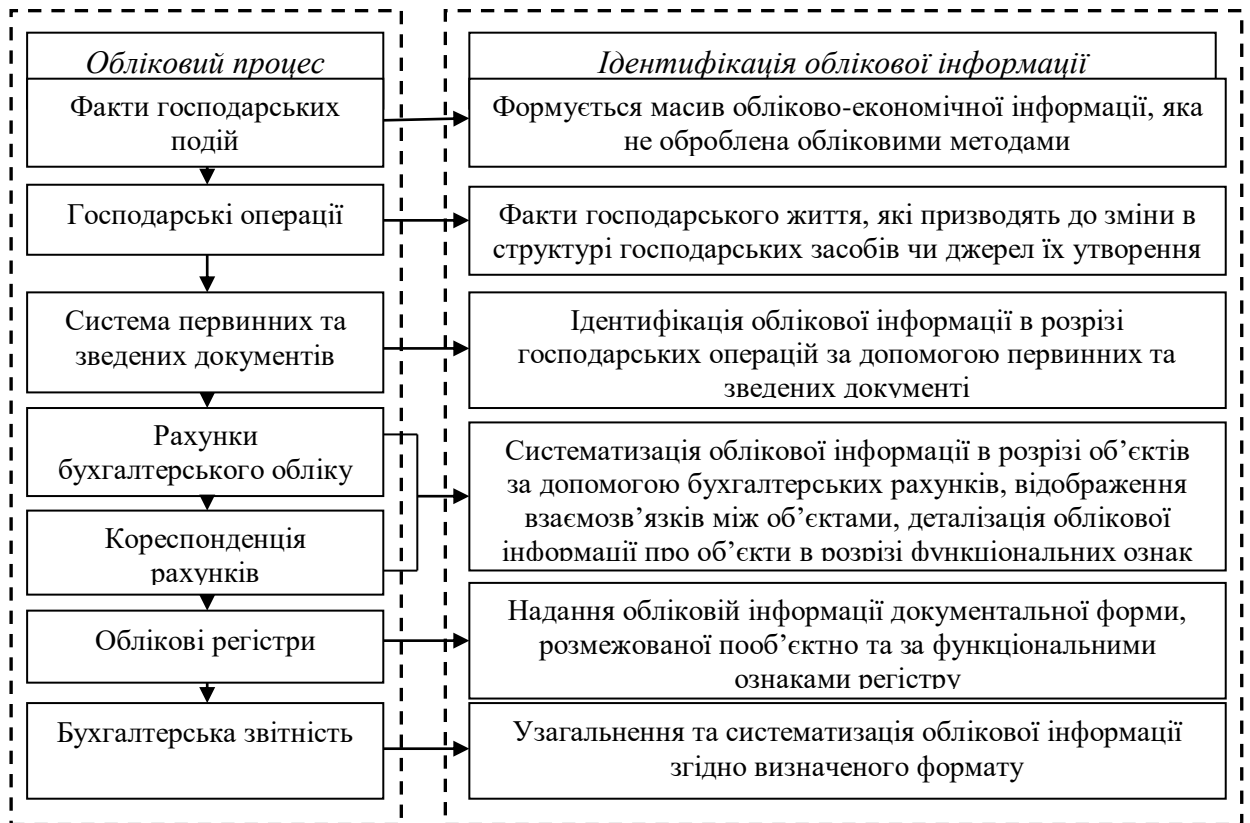 Обліковий процес
Факти господарських
подій
Господарські операції
Система первинних та
зведених документів
Рахунки
бухгалтерського обліку
Кореспонденція
рахунків
Облікові регістри
Бухгалтерська звітність
Ідентифікація облікової інформації
Формується масив обліково-економічної інформації, яка
не оброблена обліковими методами
Факти господарського життя, які призводять до зміни в
структурі господарських засобів чи джерел їх утворення
Ідентифікація облікової інформації в розрізі
господарських операцій за допомогою первинних та
зведених документі
Систематизація облікової інформації в розрізі об’єктів
за допомогою бухгалтерських рахунків, відображення
взаємозв’язків між об’єктами, деталізація облікової
інформації про об’єкти в розрізі функціональних ознак
Надання обліковій інформації документальної форми,
розмежованої пооб’єктно та за функціональними
ознаками регістру
Узагальнення та систематизація облікової інформації
згідно визначеного формату